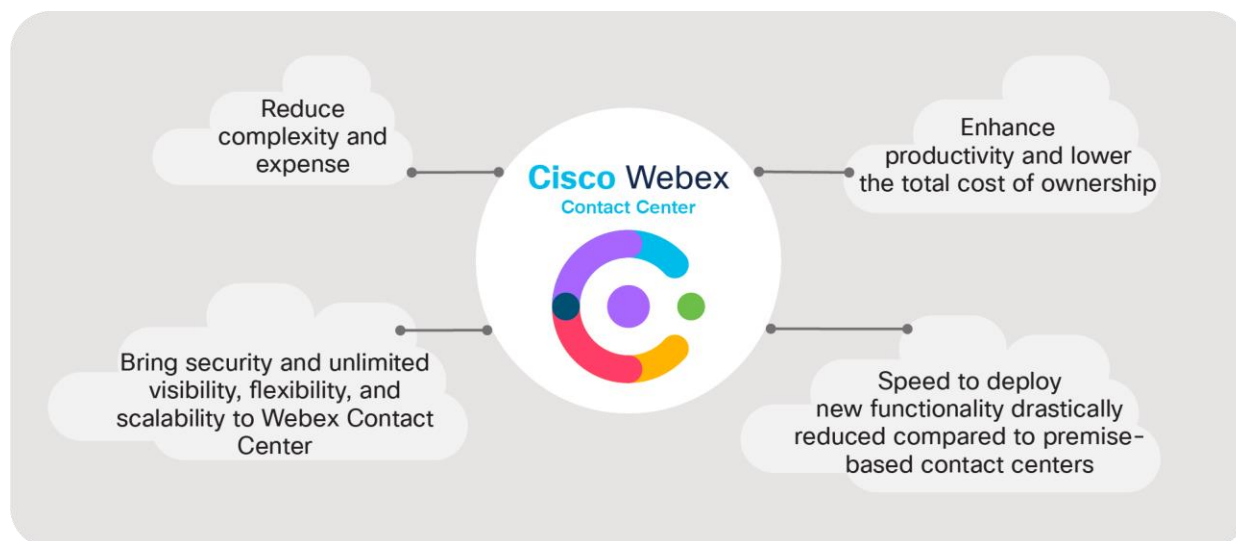 Reduce
complexity and
expense
Cisco Webex
Contact Center
Enhance
productivity and lower
the total cost of ownership
Bring security and unlimited
visibility, flexibility, and
scalability to Webex Contact
Center
Speed to deploy
new functionality drastically
reduced compared to premise-
based contact centers